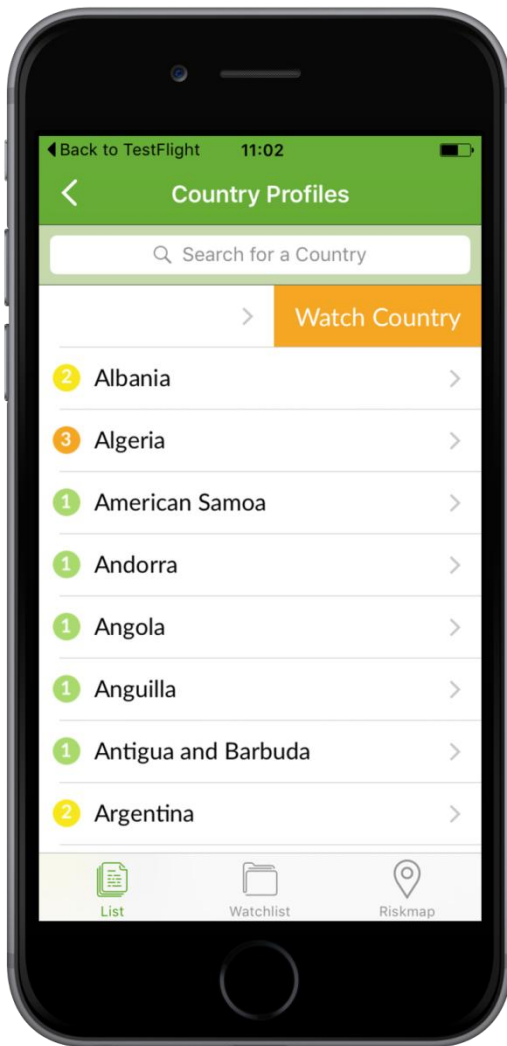 Back to TestFlight 11:02
Country Profiles
Search for a Country
Watch Country
2 Albania
3 Algeria
1 American Samoa
1 Andorra
1 Angola
1 Anguilla
1 Antigua and Barbuda
2 Argentina
List Watchlist Riskmap